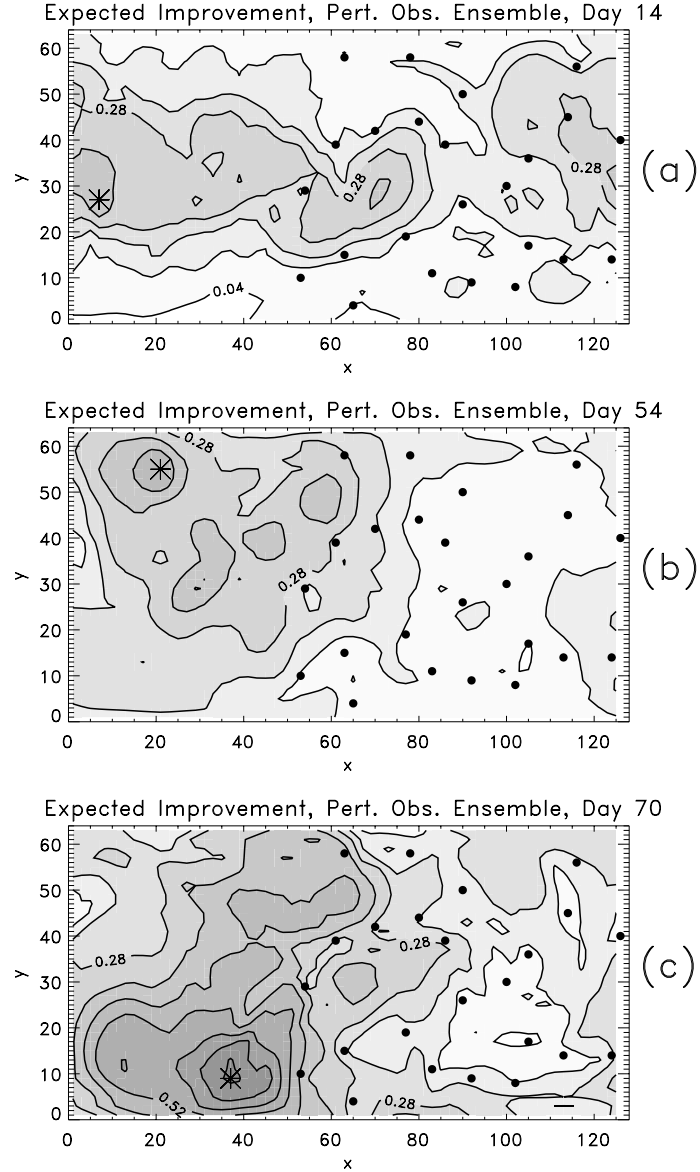 Expected Improvement, Pert. Obs. Ensemble, Day 14
60
50
40
30
20
10
0
y
0.28
0.28
0.28
0.04
(a)
0 20 40 60 80 100 120
x
Expected Improvement, Pert. Obs. Ensemble, Day 54
60
50
40
30
20
10
0
y
0.28
0.28
(b)
0 20 40 60 80 100 120
x
Expected Improvement, Pert. Obs. Ensemble, Day 70
60
50
40
30
20
10
0
y
0.28
0.28
0.52
0.28
(c)
0 20 40 60 80 100 120
x